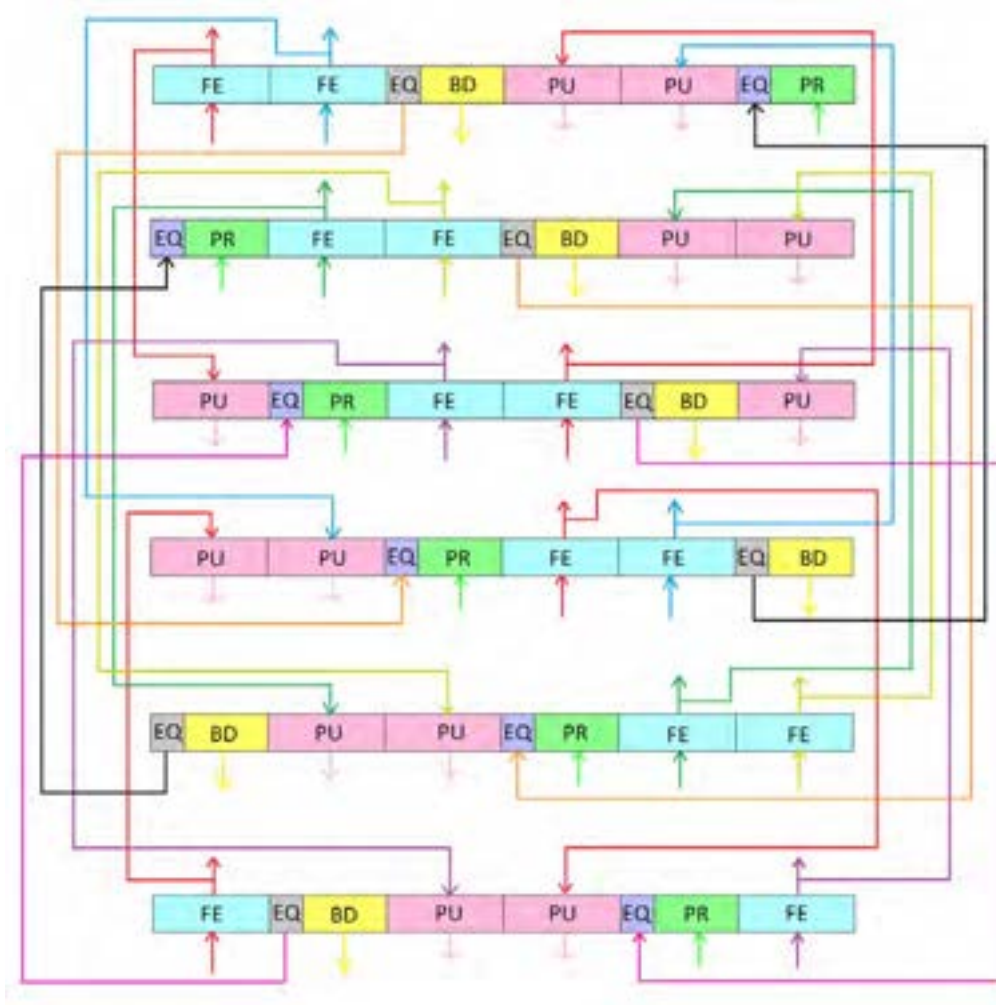 FE FE EQ BD PU PU EQ PR
EQ PR FE FE EQ BD PU PU
PU EQ PR FE FE EQ BD PU
PU PU EQ PR FE FE EQ BD
EQ BD PU PU EQ PR FE FE
FE EQ BD PU PU EQ PR FE